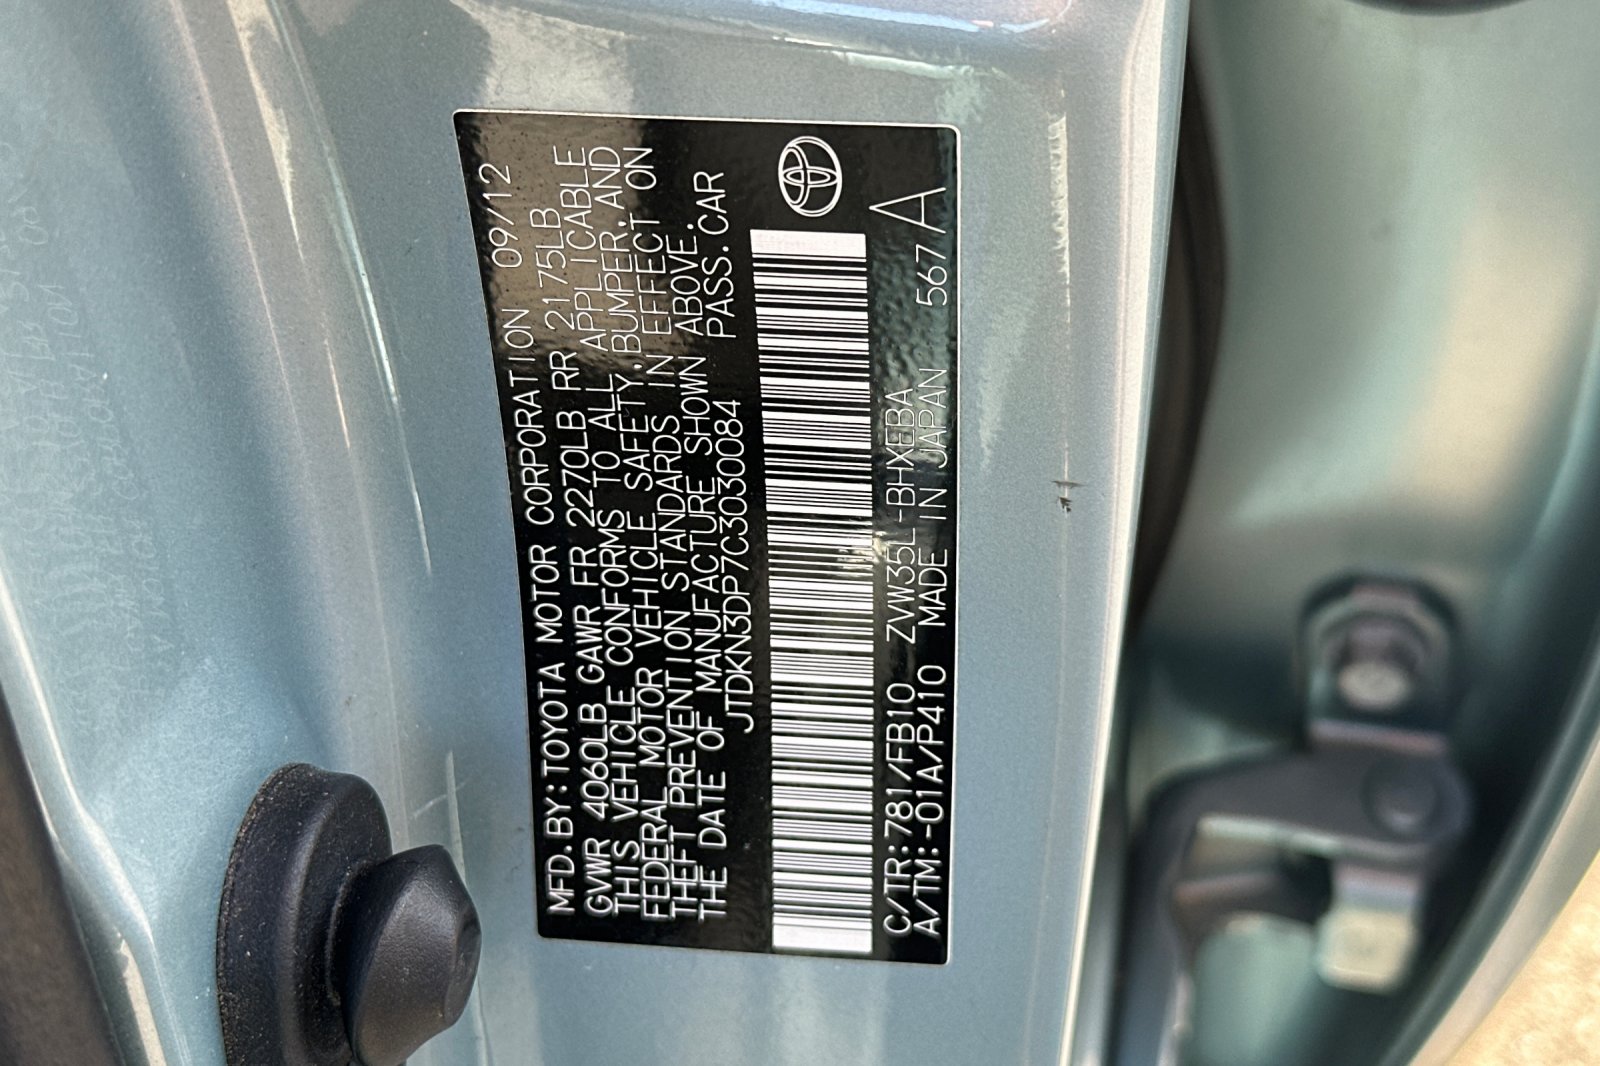 MFD.BY:TOYOTA MOTOR CORPORATION 09/12
GVWR 4060LB GAWR FR 2270LB RR 2175LB
THIS VEHICLE CONFORMS TO ALL APPLICABLE
FEDERAL MOTOR VEHICLE SAFETY,BUMPER,AND
THEFT PREVENTION STANDARDS IN EFFECT ON
THE DATE OF MANUFACTURE SHOWN ABOVE.
JTDKN3DP7C3030084 PASS.CAR
C/TR:781/FB10 ZVW35L-BHXEBA
A/TM:-01A/P410 MADE IN JAPAN 567 A